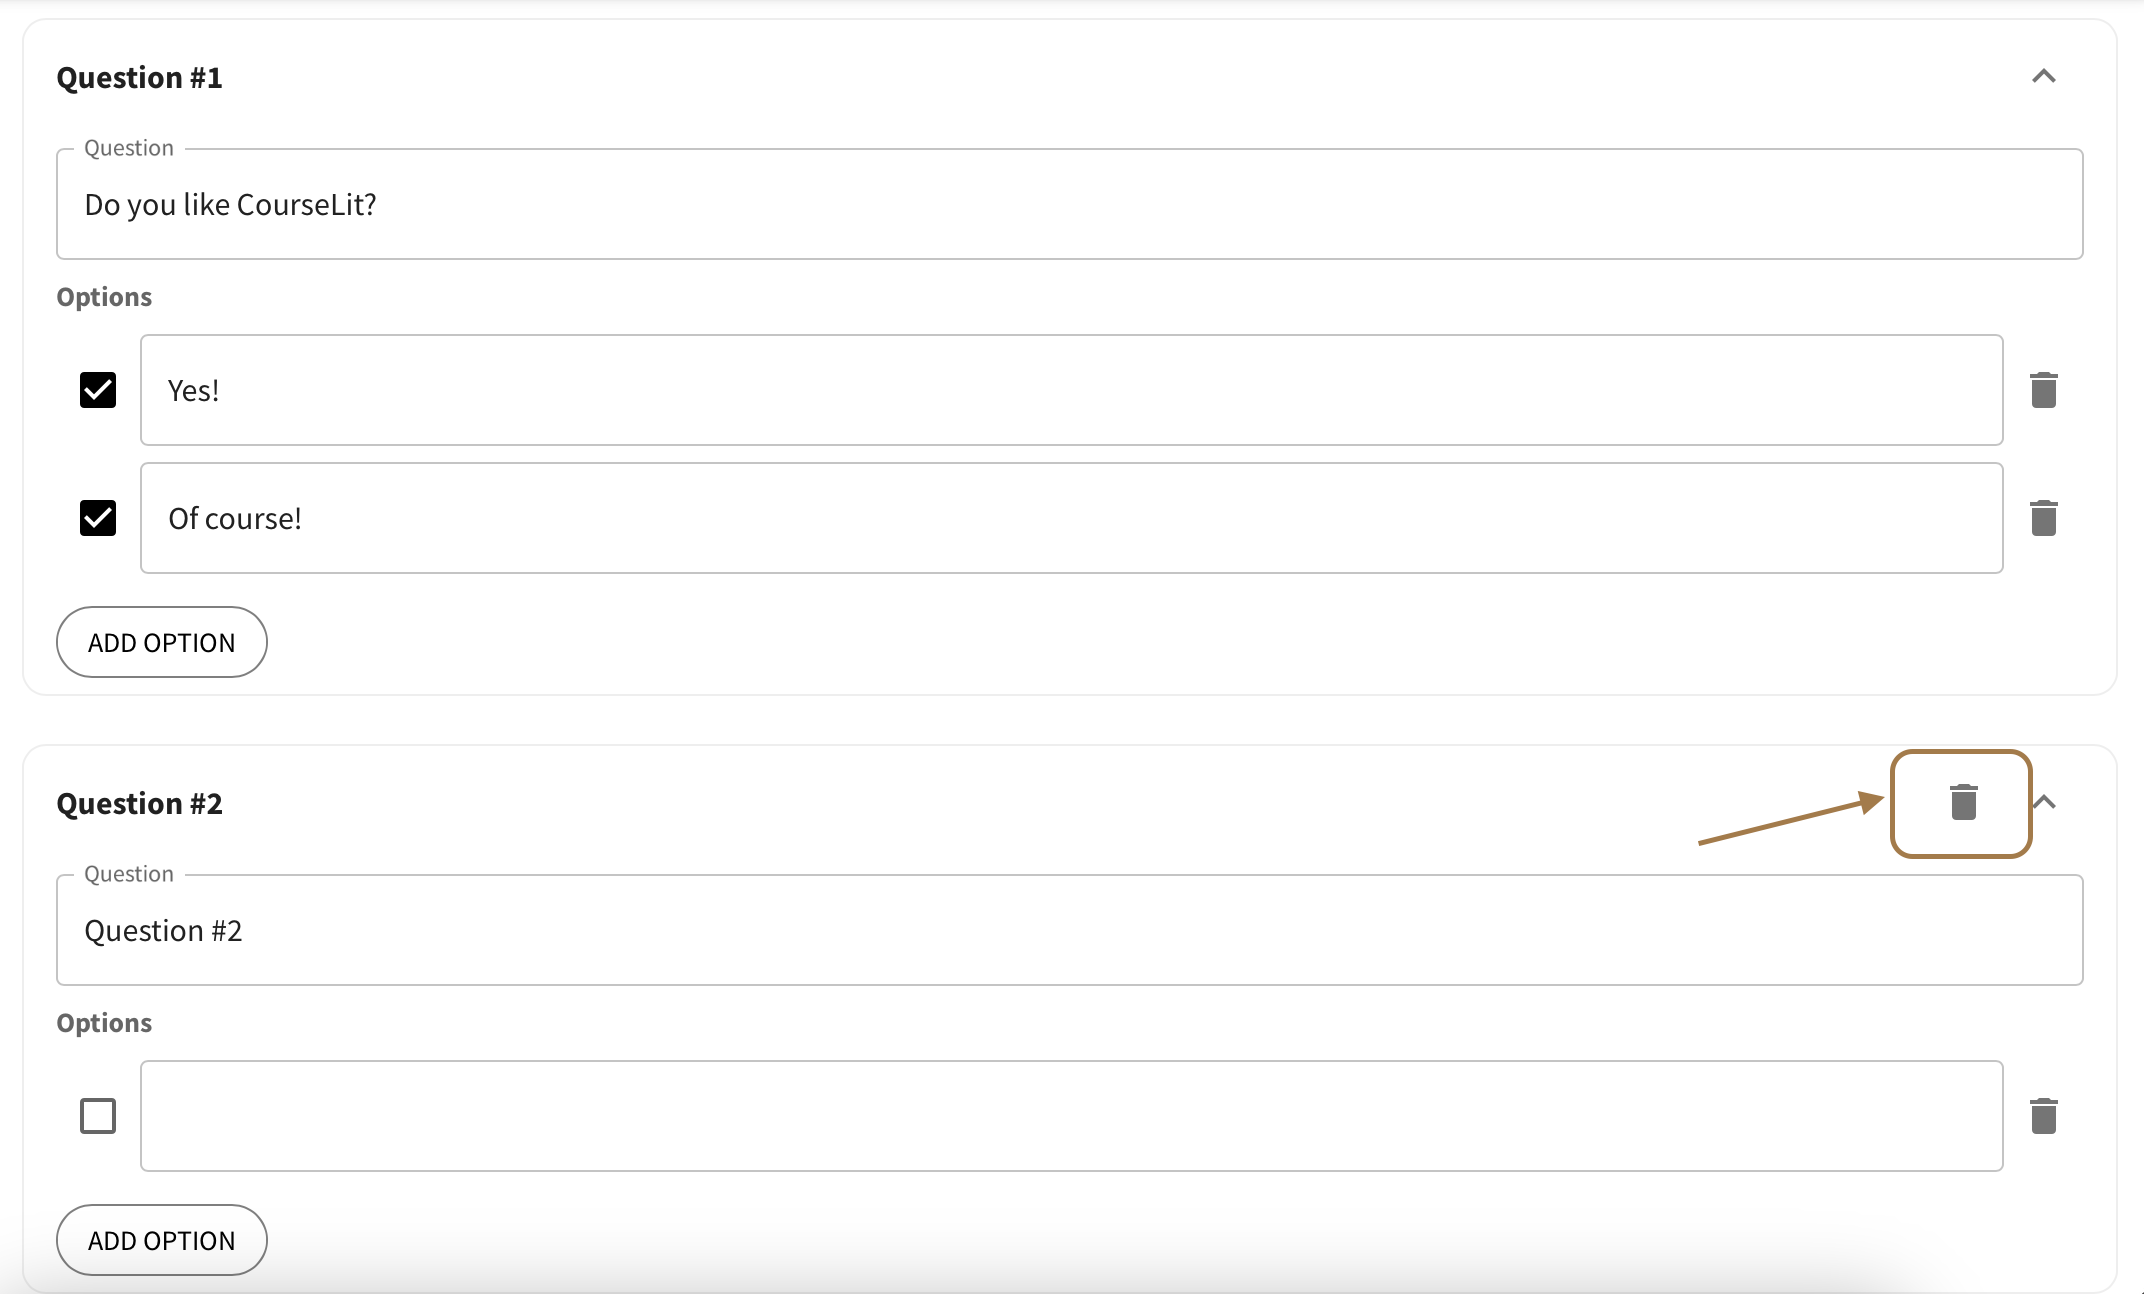 Question #1
Question
Do you like CourseLit?
Options
Yes!
Of course!
ADD OPTION
Question #2
Question
Question #2
Options
ADD OPTION